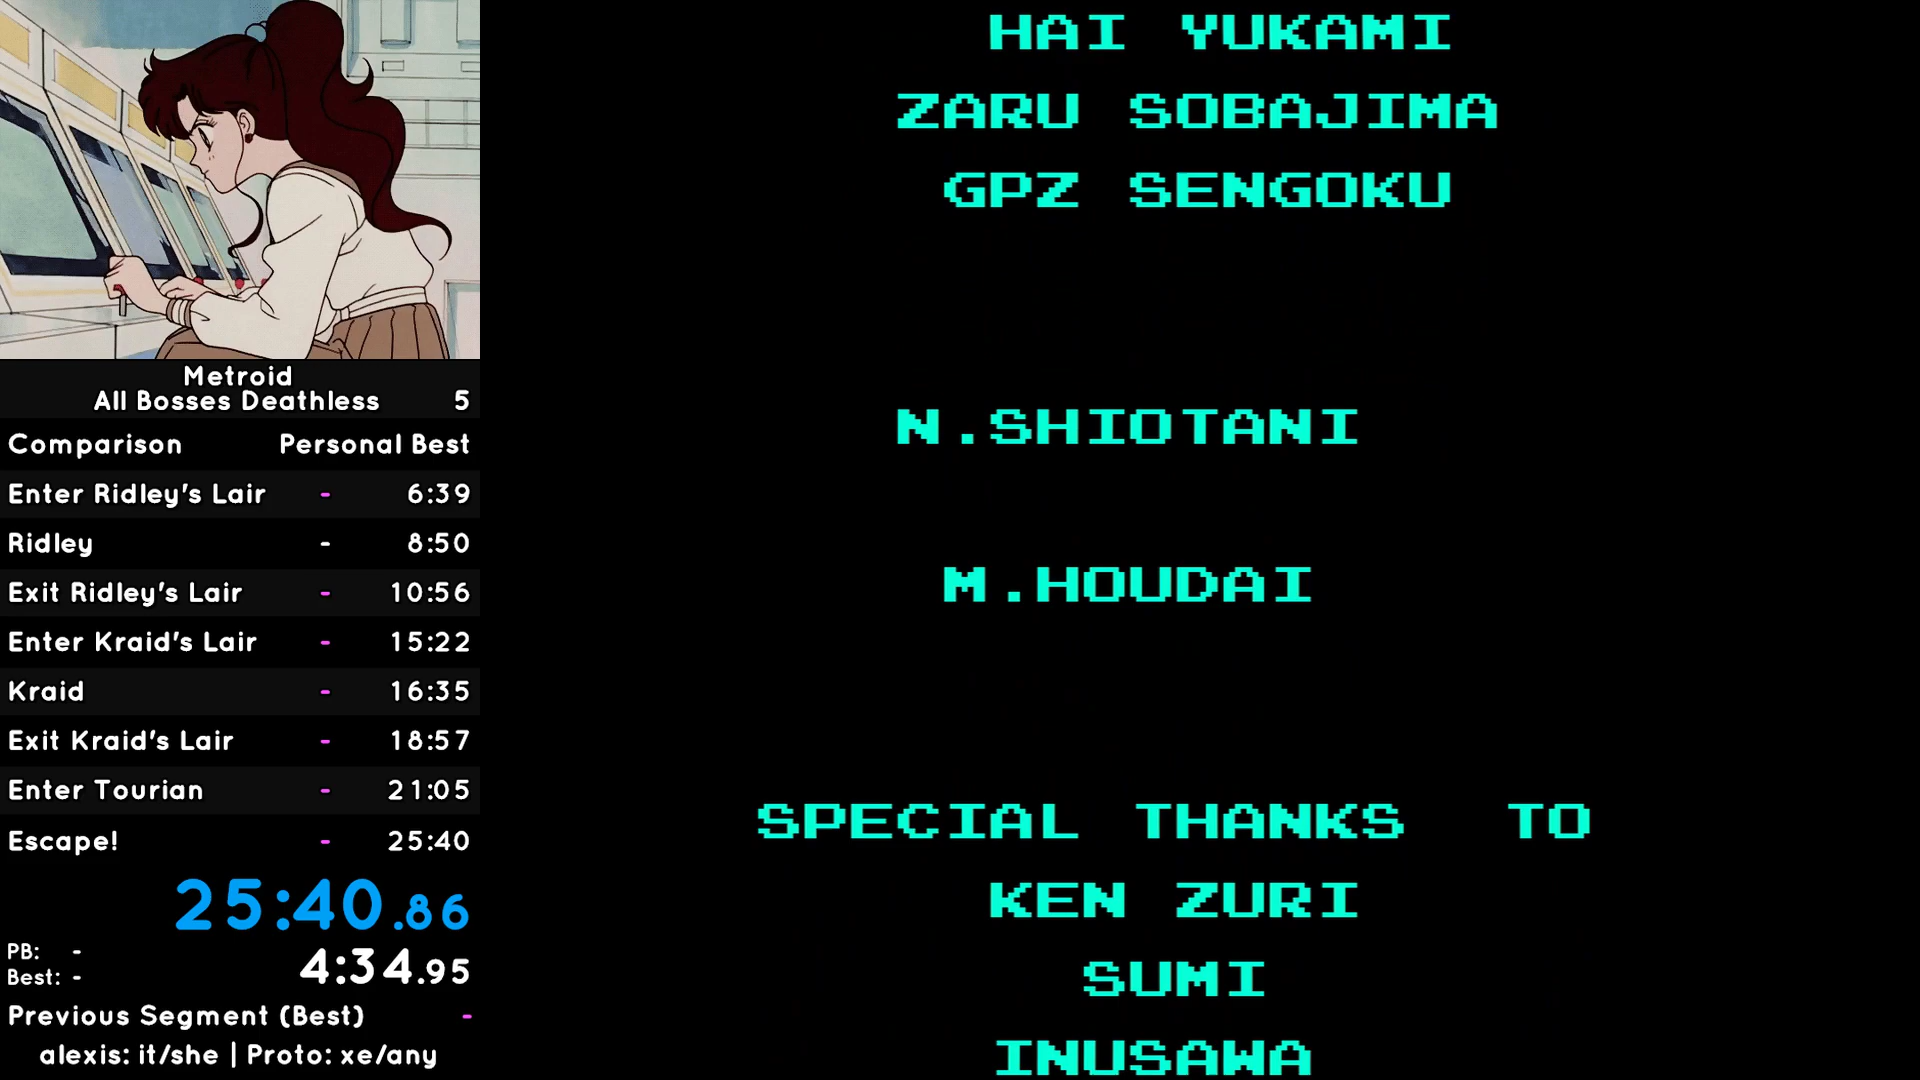 Metroid
All Bosses Deathless 5
Comparison Personal Best
Enter Ridley's Lair - 6:39
Ridley - 8:50
Exit Ridley's Lair - 10:56
Enter Kraid's Lair - 15:22
Kraid - 16:35
Exit Kraid's Lair - 18:57
Enter Tourian - 21:05
Escape! - 25:40
25:40.86
PB: -
Best: -
4:34.95
Previous Segment (Best) -
alexis: it/she | Proto: xe/any
HAI YUKAMI
ZARU SOBAJIMA
GPZ SENGOKU
N.SHIOTANI
M.HOUDAI
SPECIAL THANKS TO
KEN ZURI
SUMI
INUSAWA